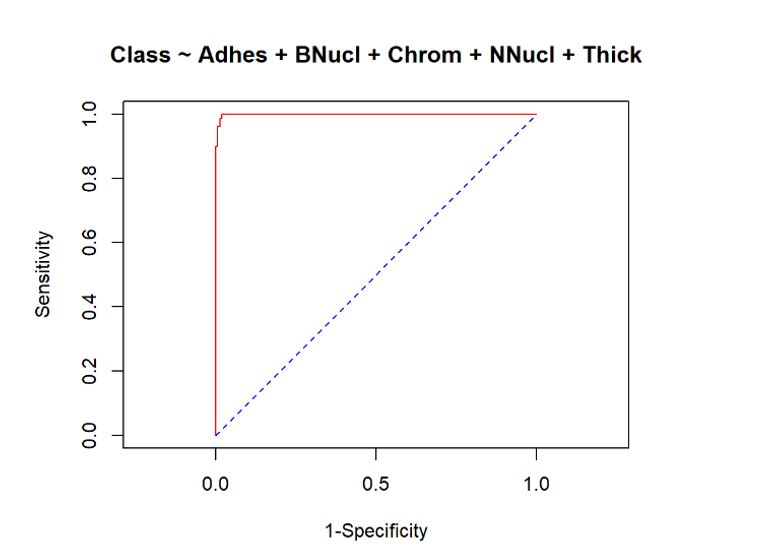 Class ~ Adhes + BNucl + Chrom + NNucl + Thick
1.0
0.8
0.6
0.4
0.2
0.0
Sensitivity
0.0 0.5 1.0
1-Specificity